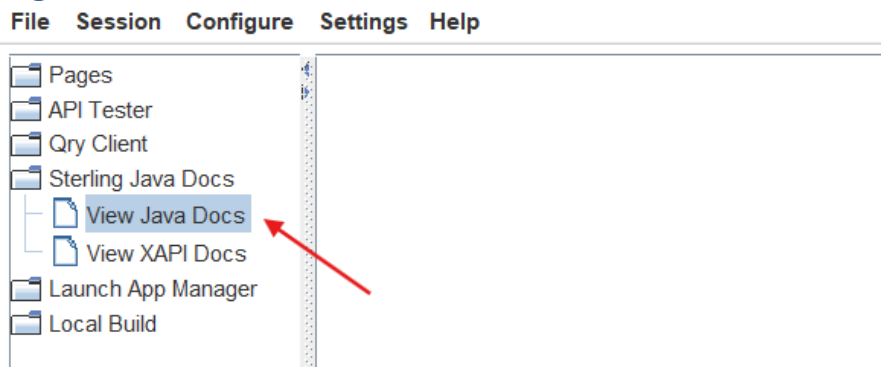 File Session Configure Settings Help
Pages
API Tester
Qry Client
Sterling Java Docs
View Java Docs
View XAPI Docs
Launch App Manager
Local Build